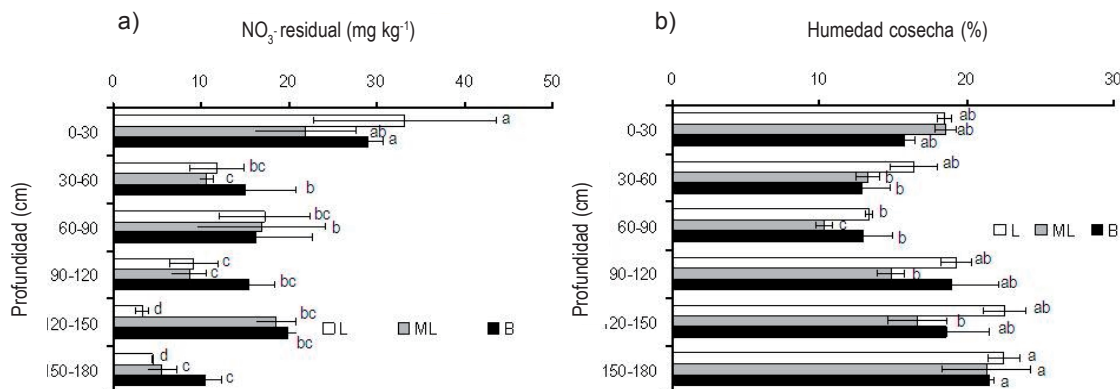 a) NO₃- residual (mg kg⁻¹)
0 10 20 30 40 50
Profundidad (cm)
0-30 a ab a
30-60 bc c b
60-90 bc b
90-120 c c bc
120-150 d bc bc
150-180 d c c
L ML B
b) Humedad cosecha (%)
0 10 20 30
Profundidad (cm)
0-30 ab ab ab
30-60 ab b b
60-90 b c b
90-120 ab b ab
120-150 ab b ab
150-180 a a a
L ML B